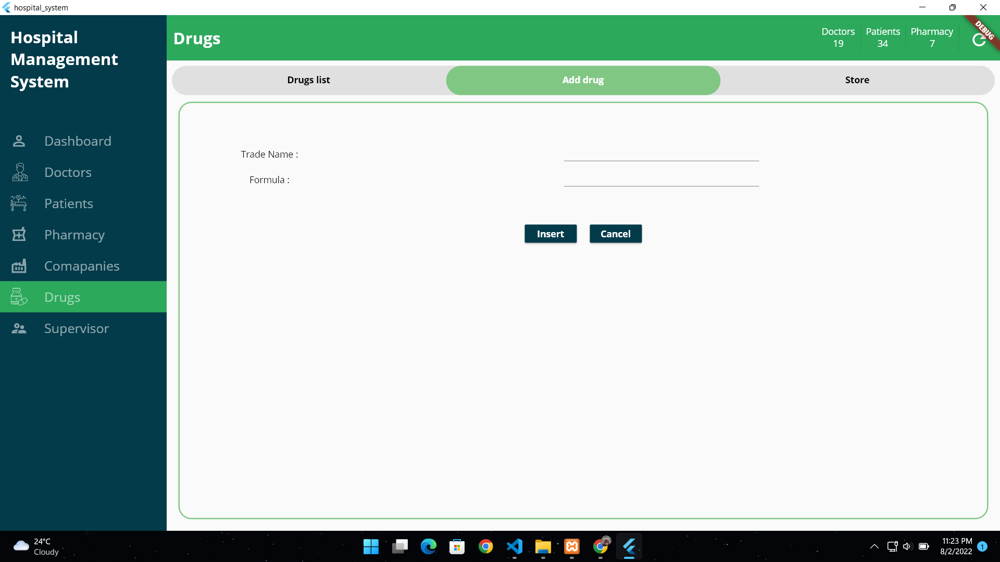 hospital_system
Hospital
Management
System
Drugs
Doctors
19
Patients
34
Pharmacy
7
DEBUG
Drugs list
Add drug
Store
Dashboard
Doctors
Patients
Pharmacy
Comapanies
Drugs
Supervisor
Trade Name :
Formula :
Insert
Cancel
24°C
Cloudy
11:23 PM
8/2/2022
1